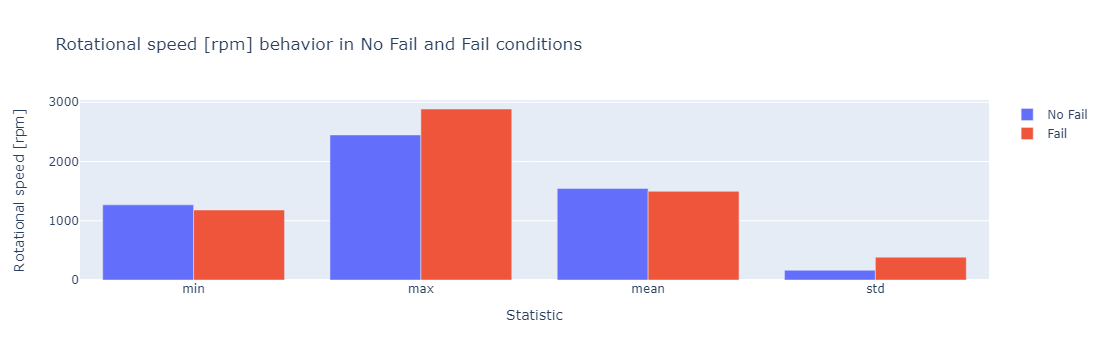 Rotational speed [rpm] behavior in No Fail and Fail conditions
Rotational speed [rpm]
3000
2000
1000
0
min
max
mean
std
Statistic
No Fail
Fail